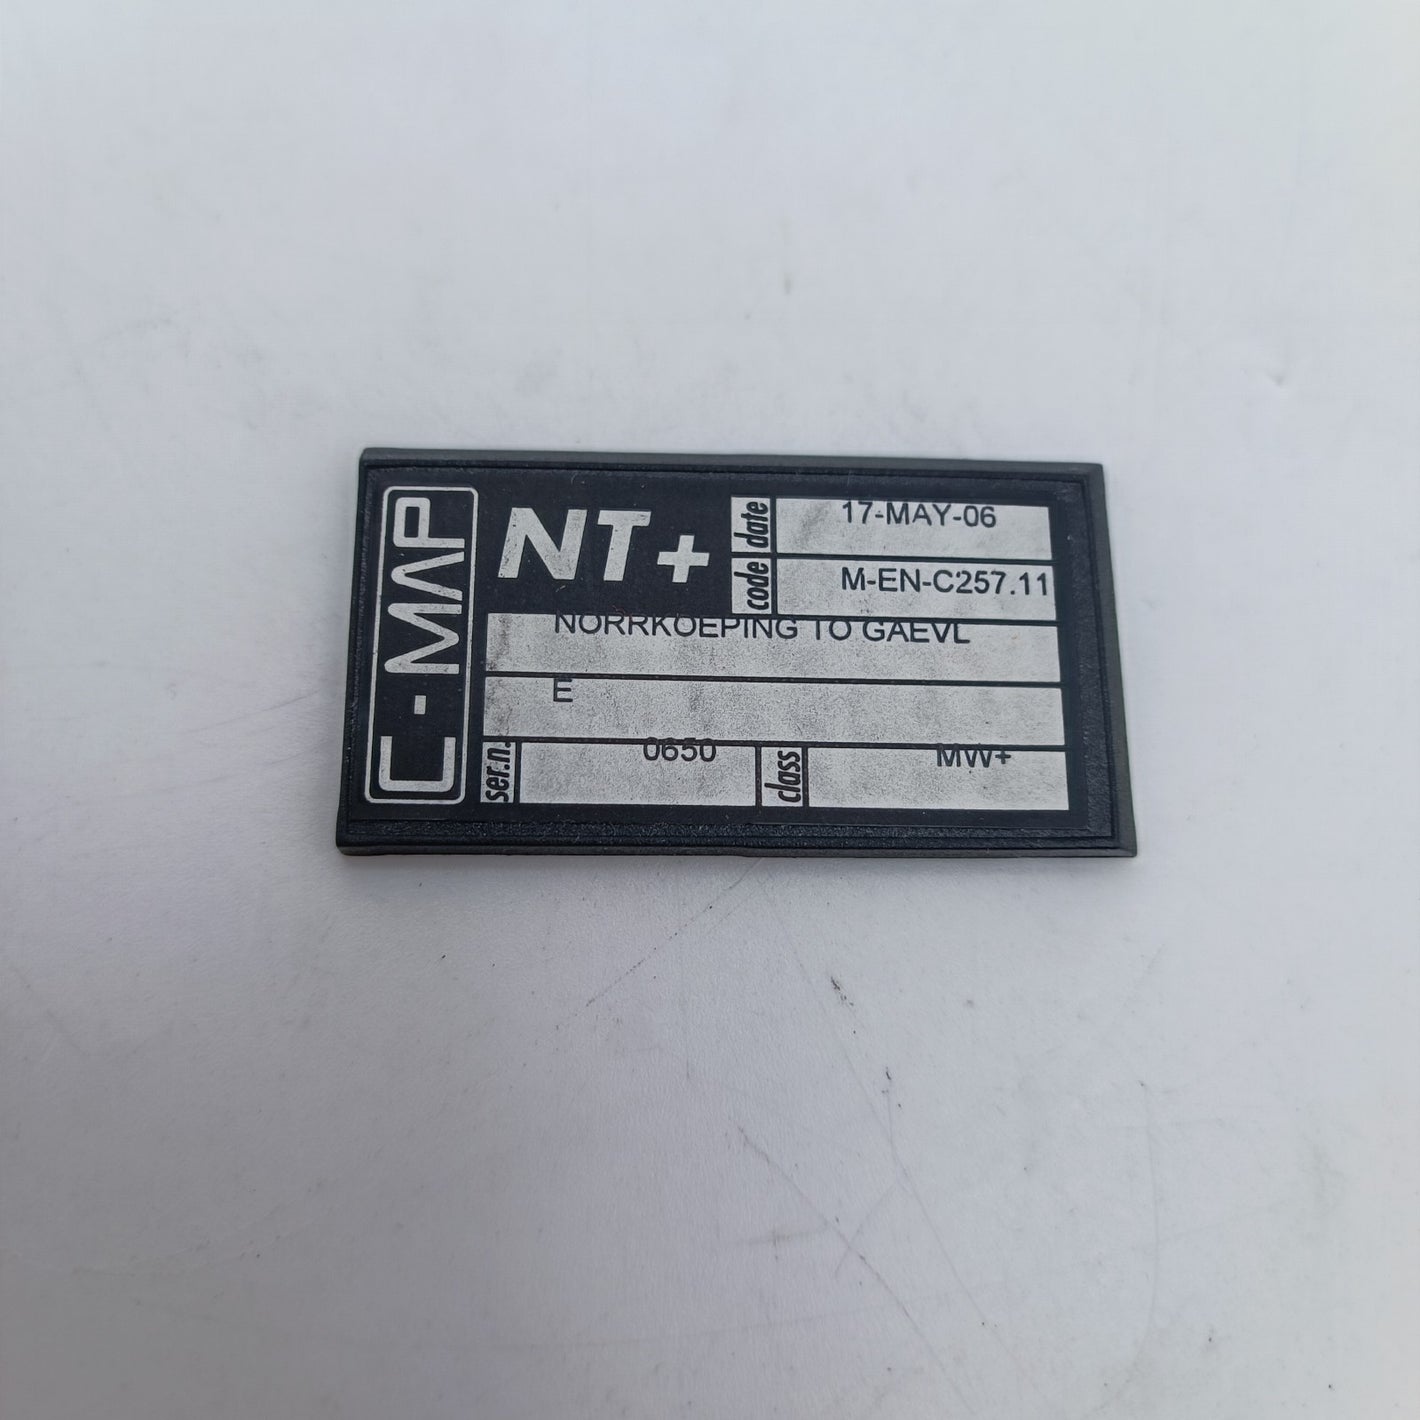 C-MAP
NT+
date 17-MAY-06
code M-EN-C257.11
NORRKOEPING TO GAEVL
E
ser.n. 0650 class MW+